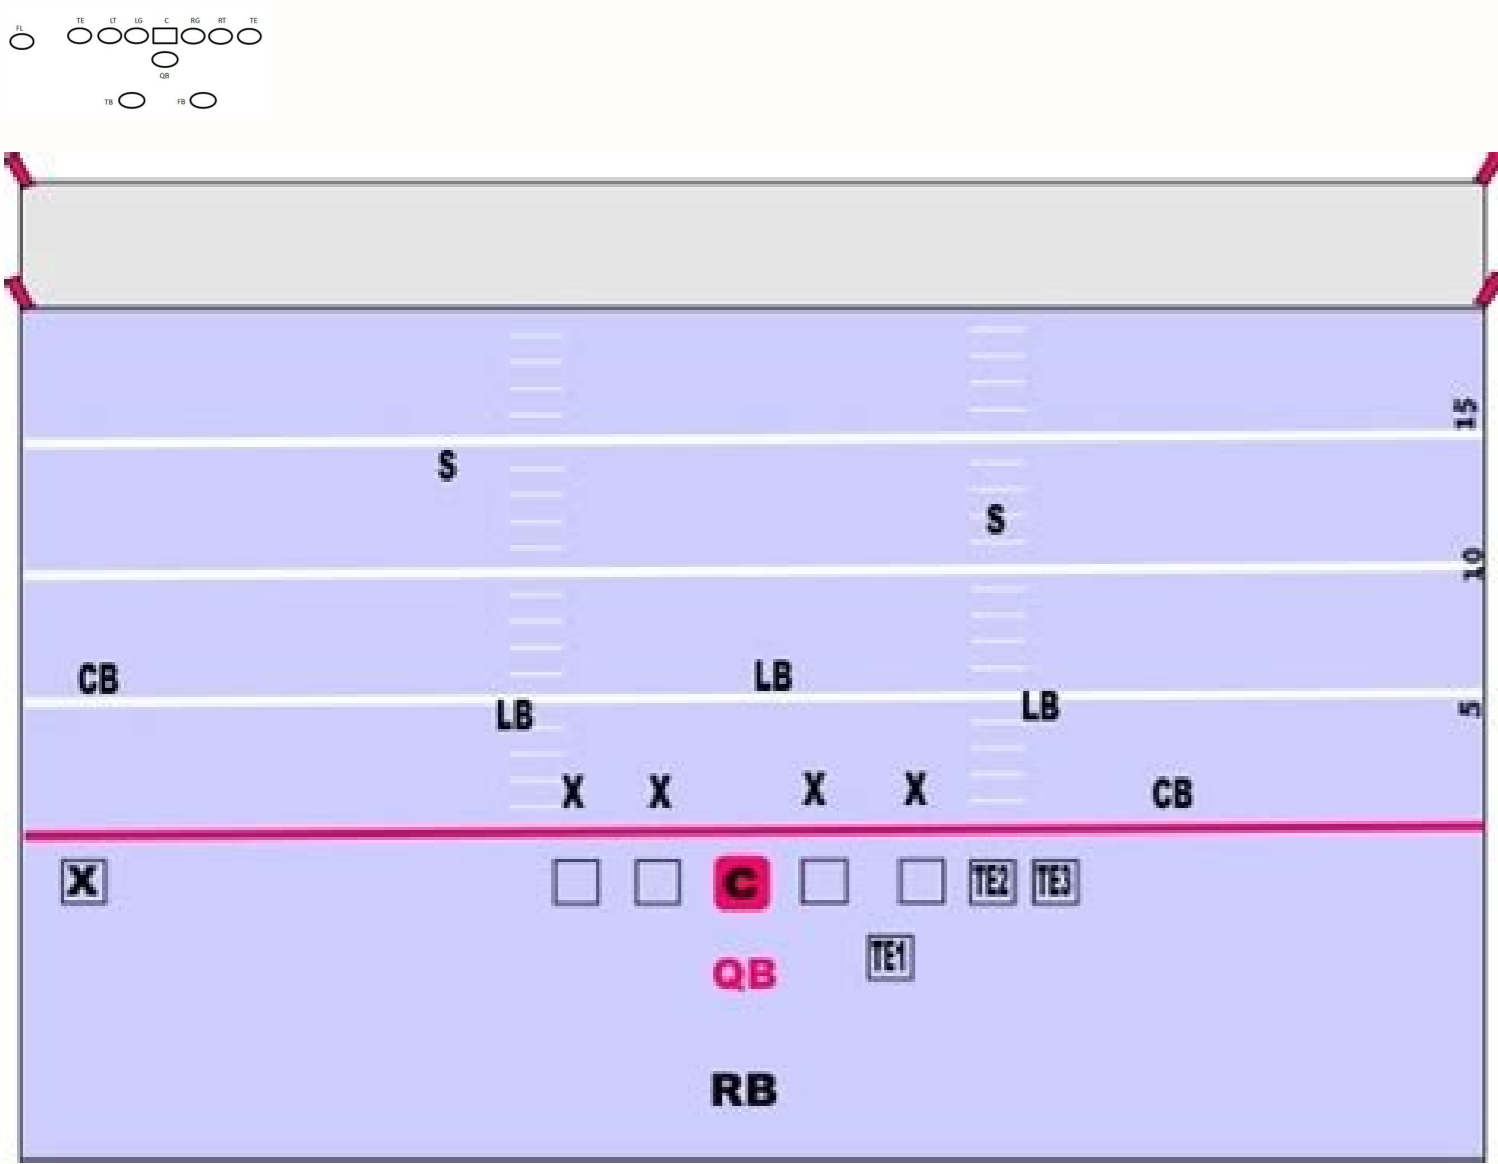 FL TE LT LG C RG RT TE
QB
TB FB
15
S
S
10
CB LB
LB LB 5
X X X X CB
X C TE2 TE3
QB TE1
RB